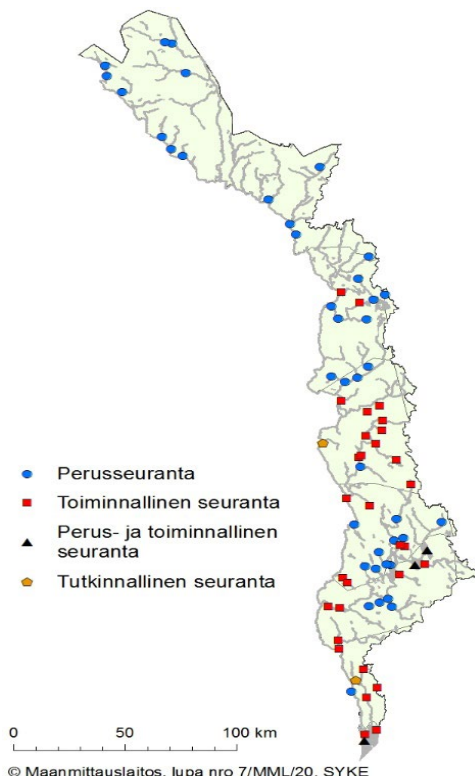 Perusseuranta
Toiminnallinen seuranta
Perus- ja toiminnallinen
seuranta
Tutkinnallinen seuranta
0 50 100 km
© Maanmittauslaitos, lupa nro 7/MML/20, SYKE